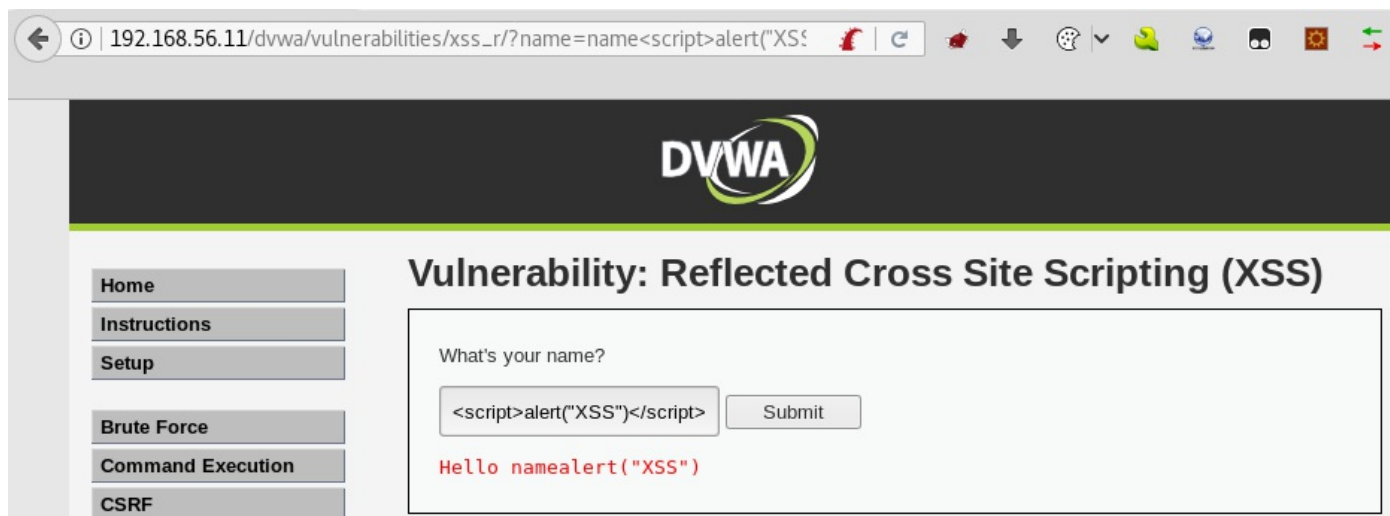 192.168.56.11/dvwa/vulnerabilities/xss_r/?name=name<script>alert("XSS
DVWA
Home
Instructions
Setup
Brute Force
Command Execution
CSRF
Vulnerability: Reflected Cross Site Scripting (XSS)
What's your name?
<script>alert("XSS")</script>
Submit
Hello namealert("XSS")